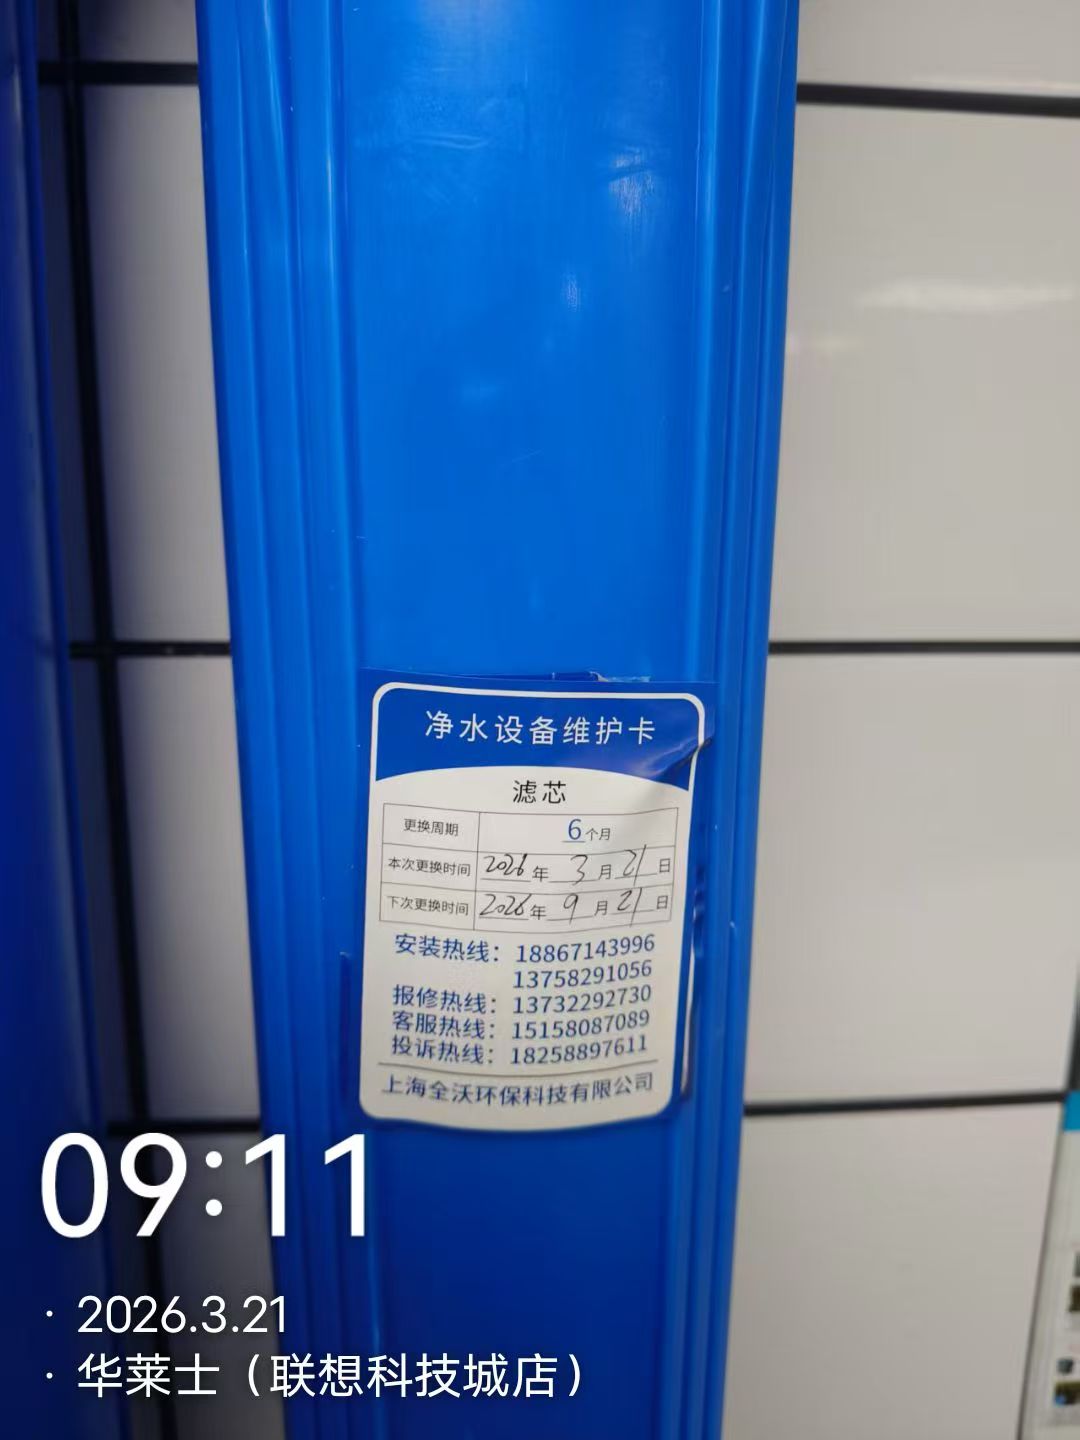 净水设备维护卡
滤芯
更换周期 6个月
本次更换时间 2026年 3月21日
下次更换时间 2026年 9月21日
安装热线：18867143996
13758291056
报修热线：13732292730
客服热线：15158087089
投诉热线：18258897611
上海全沃环保科技有限公司
09:11
· 2026.3.21
· 华莱士（联想科技城店）